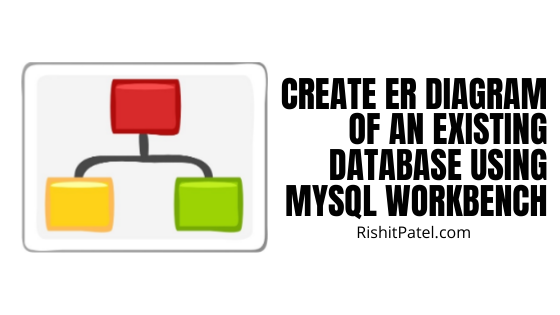 CREATE ER DIAGRAM
OF AN EXISTING
DATABASE USING
MYSQL WORKBENCH
RishitPatel.com